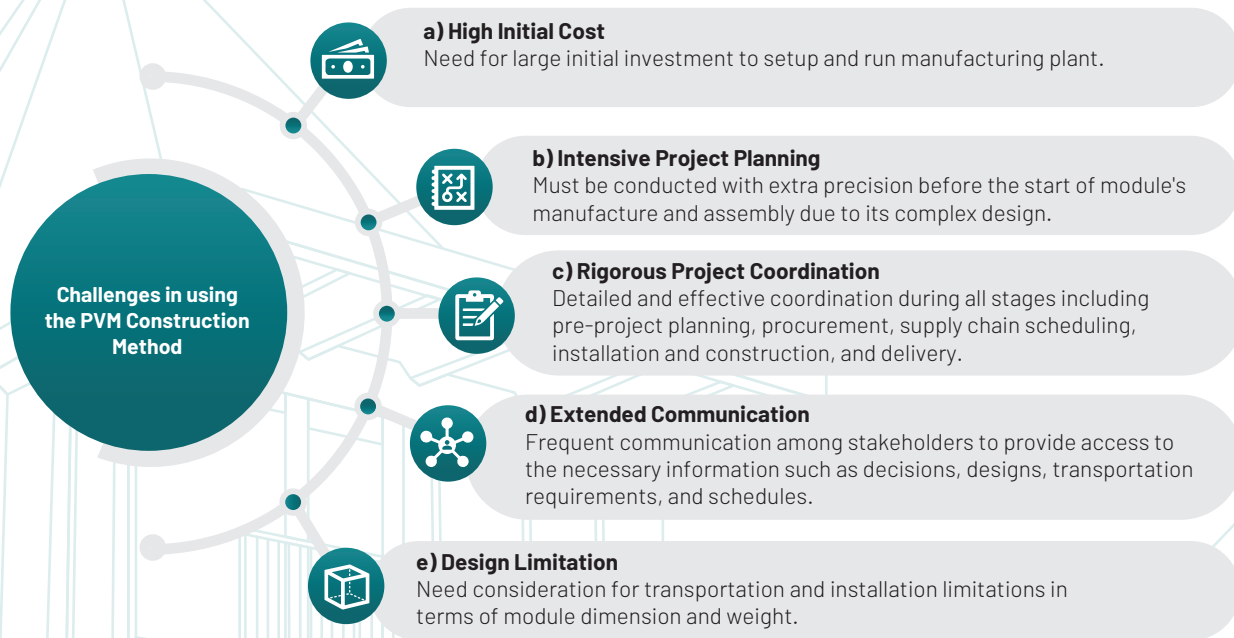 Challenges in using
the PVM Construction
Method
a) High Initial Cost
Need for large initial investment to setup and run manufacturing plant.
b) Intensive Project Planning
Must be conducted with extra precision before the start of module's
manufacture and assembly due to its complex design.
c) Rigorous Project Coordination
Detailed and effective coordination during all stages including
pre-project planning, procurement, supply chain scheduling,
installation and construction, and delivery.
d) Extended Communication
Frequent communication among stakeholders to provide access to
the necessary information such as decisions, designs, transportation
requirements, and schedules.
e) Design Limitation
Need consideration for transportation and installation limitations in
terms of module dimension and weight.